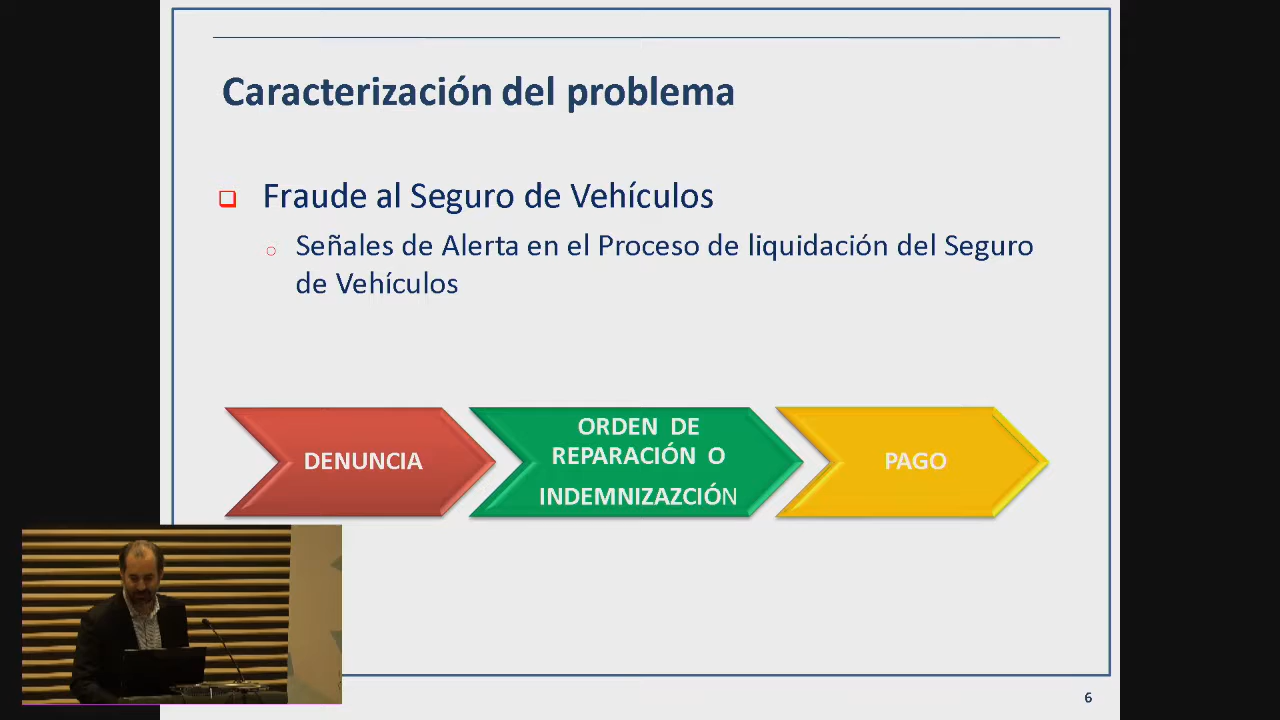 Caracterización del problema
Fraude al Seguro de Vehículos
Señales de Alerta en el Proceso de liquidación del Seguro
de Vehículos
DENUNCIA
ORDEN DE
REPARACIÓN O
INDEMNIZAZCIÓN
PAGO
6